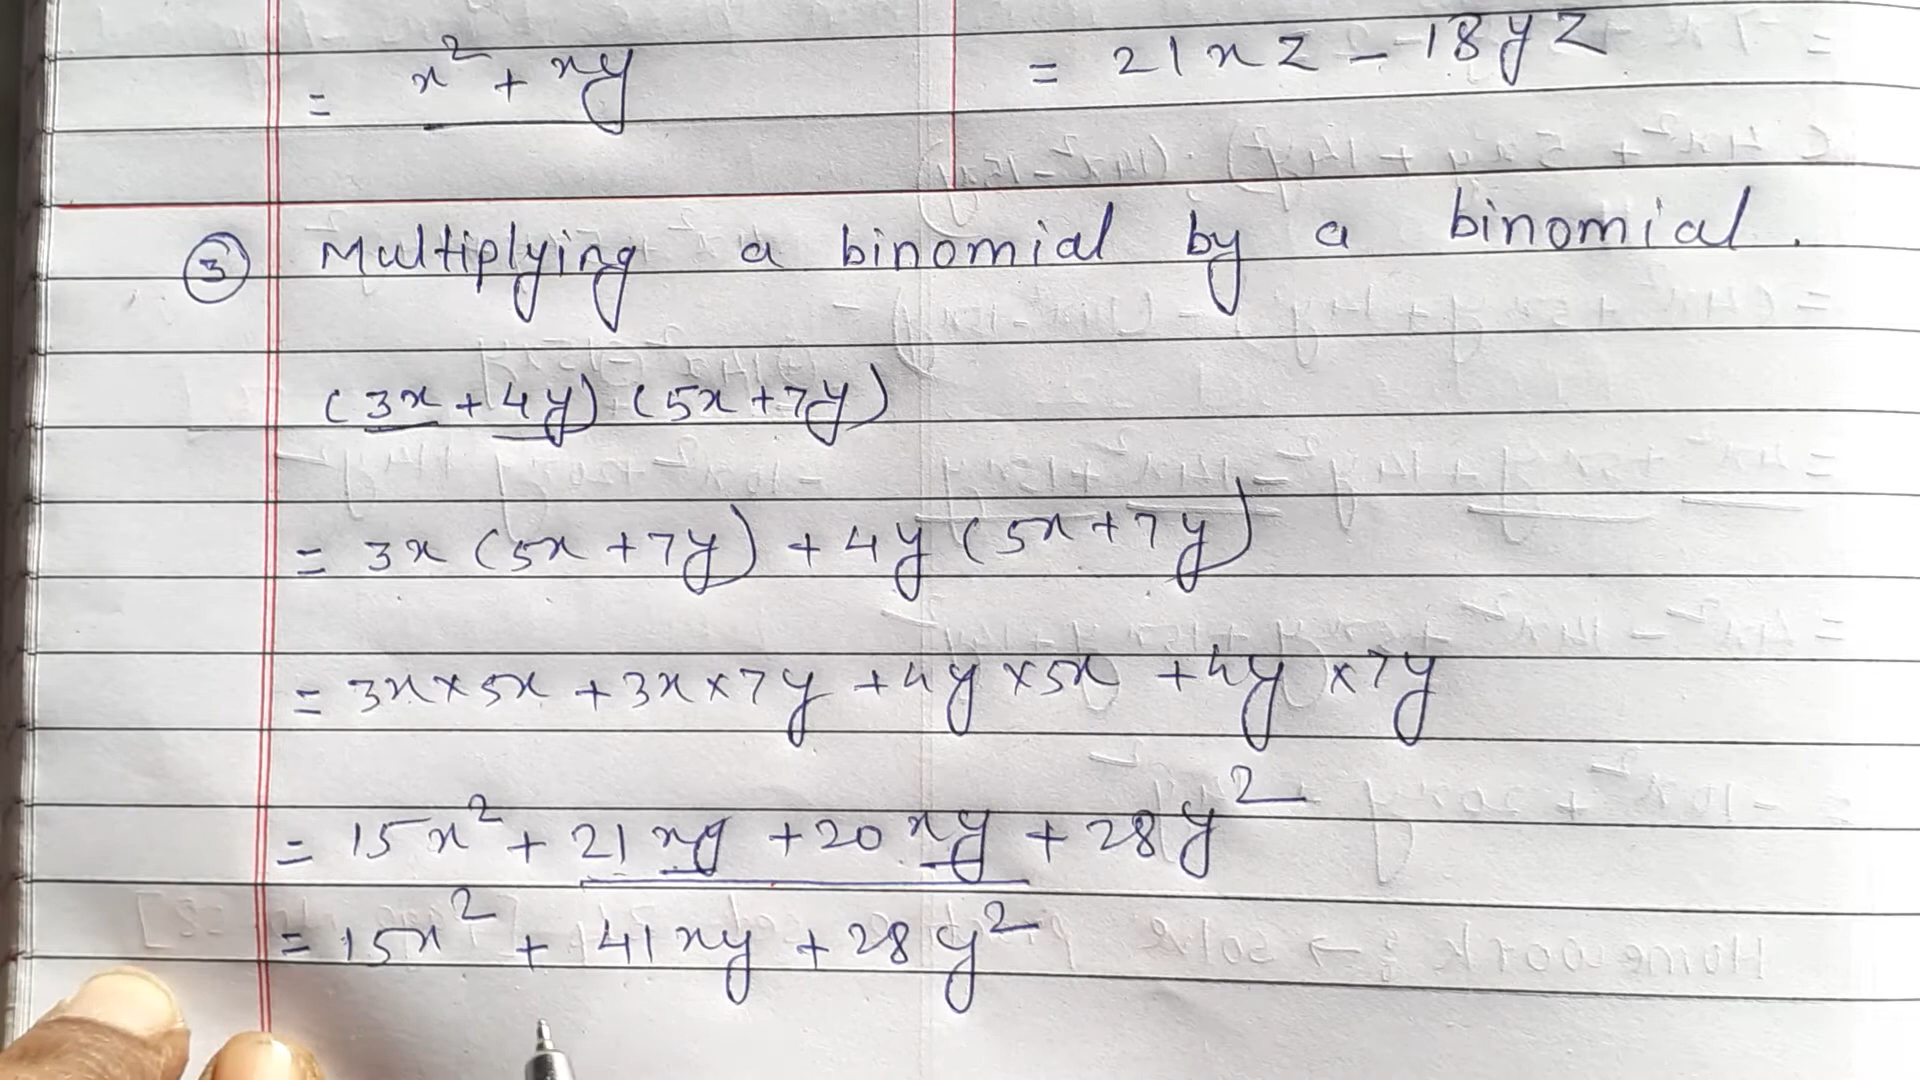 = x² + xy
= 21xz - 18yz
③ Multiplying a binomial by a binomial.
(3x + 4y) (5x + 7y)
= 3x (5x + 7y) + 4y (5x + 7y)
= 3x × 5x + 3x × 7y + 4y × 5x + 4y × 7y
= 15x² + 21xy + 20xy + 28y²
= 15x² + 41xy + 28y²